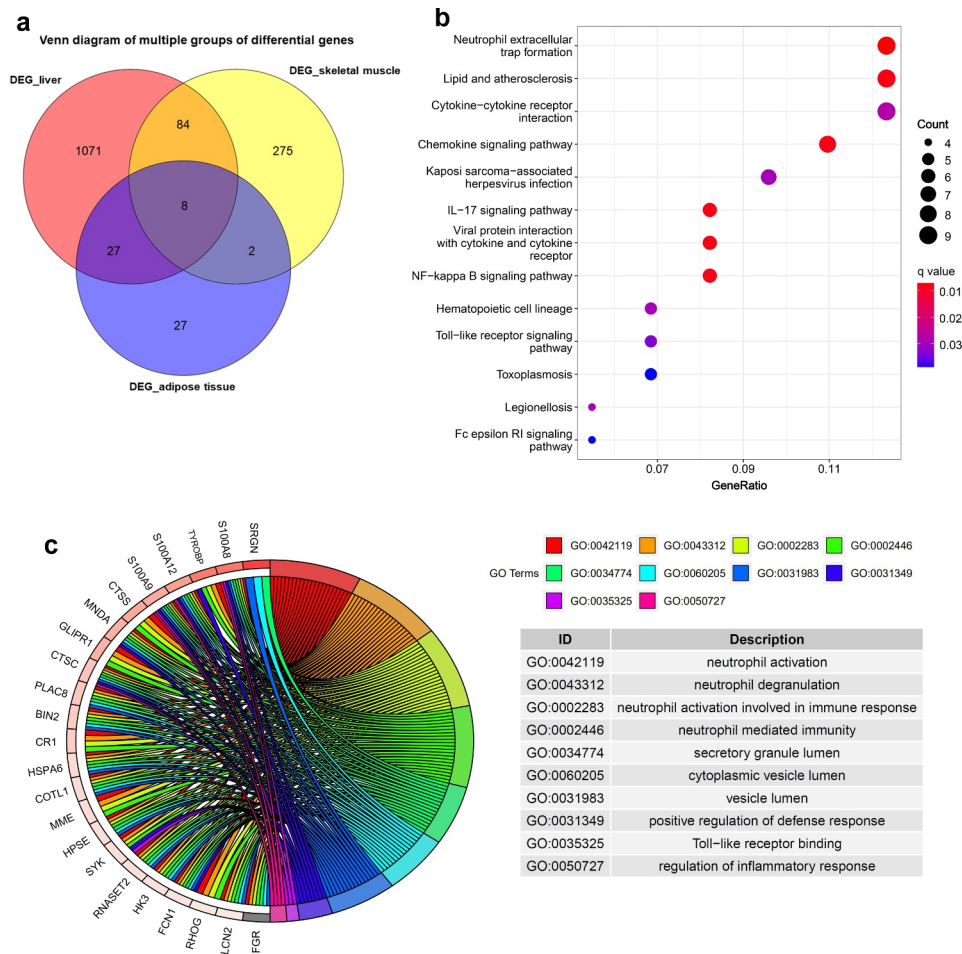 a
Venn diagram of multiple groups of differential genes
DEG_liver
DEG_skeletal muscle
84
1071
275
8
27
2
27
DEG_adipose tissue
b
Neutrophil extracellular
trap formation
Lipid and atherosclerosis
Cytokine−cytokine receptor
interaction
Chemokine signaling pathway
Kaposi sarcoma−associated
herpesvirus infection
IL−17 signaling pathway
Viral protein interaction
with cytokine and cytokine
receptor
NF−kappa B signaling pathway
Hematopoietic cell lineage
Toll−like receptor signaling
pathway
Toxoplasmosis
Legionellosis
Fc epsilon RI signaling
pathway
0.07 0.09 0.11
GeneRatio
Count
4
5
6
7
8
9
q value
0.01
0.02
0.03
c
SRGN
S100A8
TYROBP
S100A12
S100A9
CTSS
MNDA
GLIPR1
CTSC
PLAC8
BIN2
CR1
HSPA6
COTL1
MME
HPSE
SYK
RNASET2
HK3
FCN1
RHOG
LCN2
FGR
GO Terms
GO:0042119 GO:0043312 GO:0002283 GO:0002446
GO:0034774 GO:0060205 GO:0031983 GO:0031349
GO:0035325 GO:0050727
ID Description
GO:0042119 neutrophil activation
GO:0043312 neutrophil degranulation
GO:0002283 neutrophil activation involved in immune response
GO:0002446 neutrophil mediated immunity
GO:0034774 secretory granule lumen
GO:0060205 cytoplasmic vesicle lumen
GO:0031983 vesicle lumen
GO:0031349 positive regulation of defense response
GO:0035325 Toll−like receptor binding
GO:0050727 regulation of inflammatory response